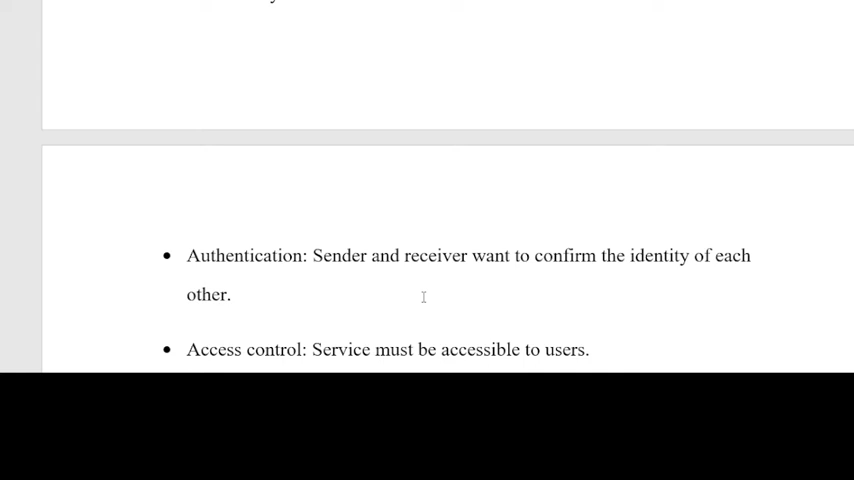 • Authentication: Sender and receiver want to confirm the identity of each
other.
• Access control: Service must be accessible to users.